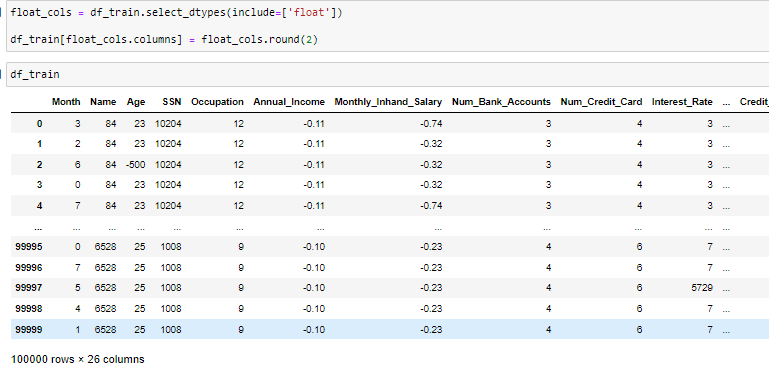 float_cols = df_train.select_dtypes(include=['float'])
df_train[float_cols.columns] = float_cols.round(2)
df_train
Month Name Age SSN Occupation Annual_Income Monthly_Inhand_Salary Num_Bank_Accounts Num_Credit_Card Interest_Rate ... Credit_
0 3 84 23 10204 12 -0.11 -0.74 3 4 3 ...
1 2 84 23 10204 12 -0.11 -0.32 3 4 3 ...
2 6 84 -500 10204 12 -0.11 -0.32 3 4 3 ...
3 0 84 23 10204 12 -0.11 -0.32 3 4 3 ...
4 7 84 23 10204 12 -0.11 -0.74 3 4 3 ...
... ... ... ... ... ... ... ... ... ... ... ...
99995 0 6528 25 1008 9 -0.10 -0.23 4 6 7 ...
99996 7 6528 25 1008 9 -0.10 -0.23 4 6 7 ...
99997 5 6528 25 1008 9 -0.10 -0.23 4 6 5729 ...
99998 4 6528 25 1008 9 -0.10 -0.23 4 6 7 ...
99999 1 6528 25 1008 9 -0.10 -0.23 4 6 7 ...
100000 rows × 26 columns